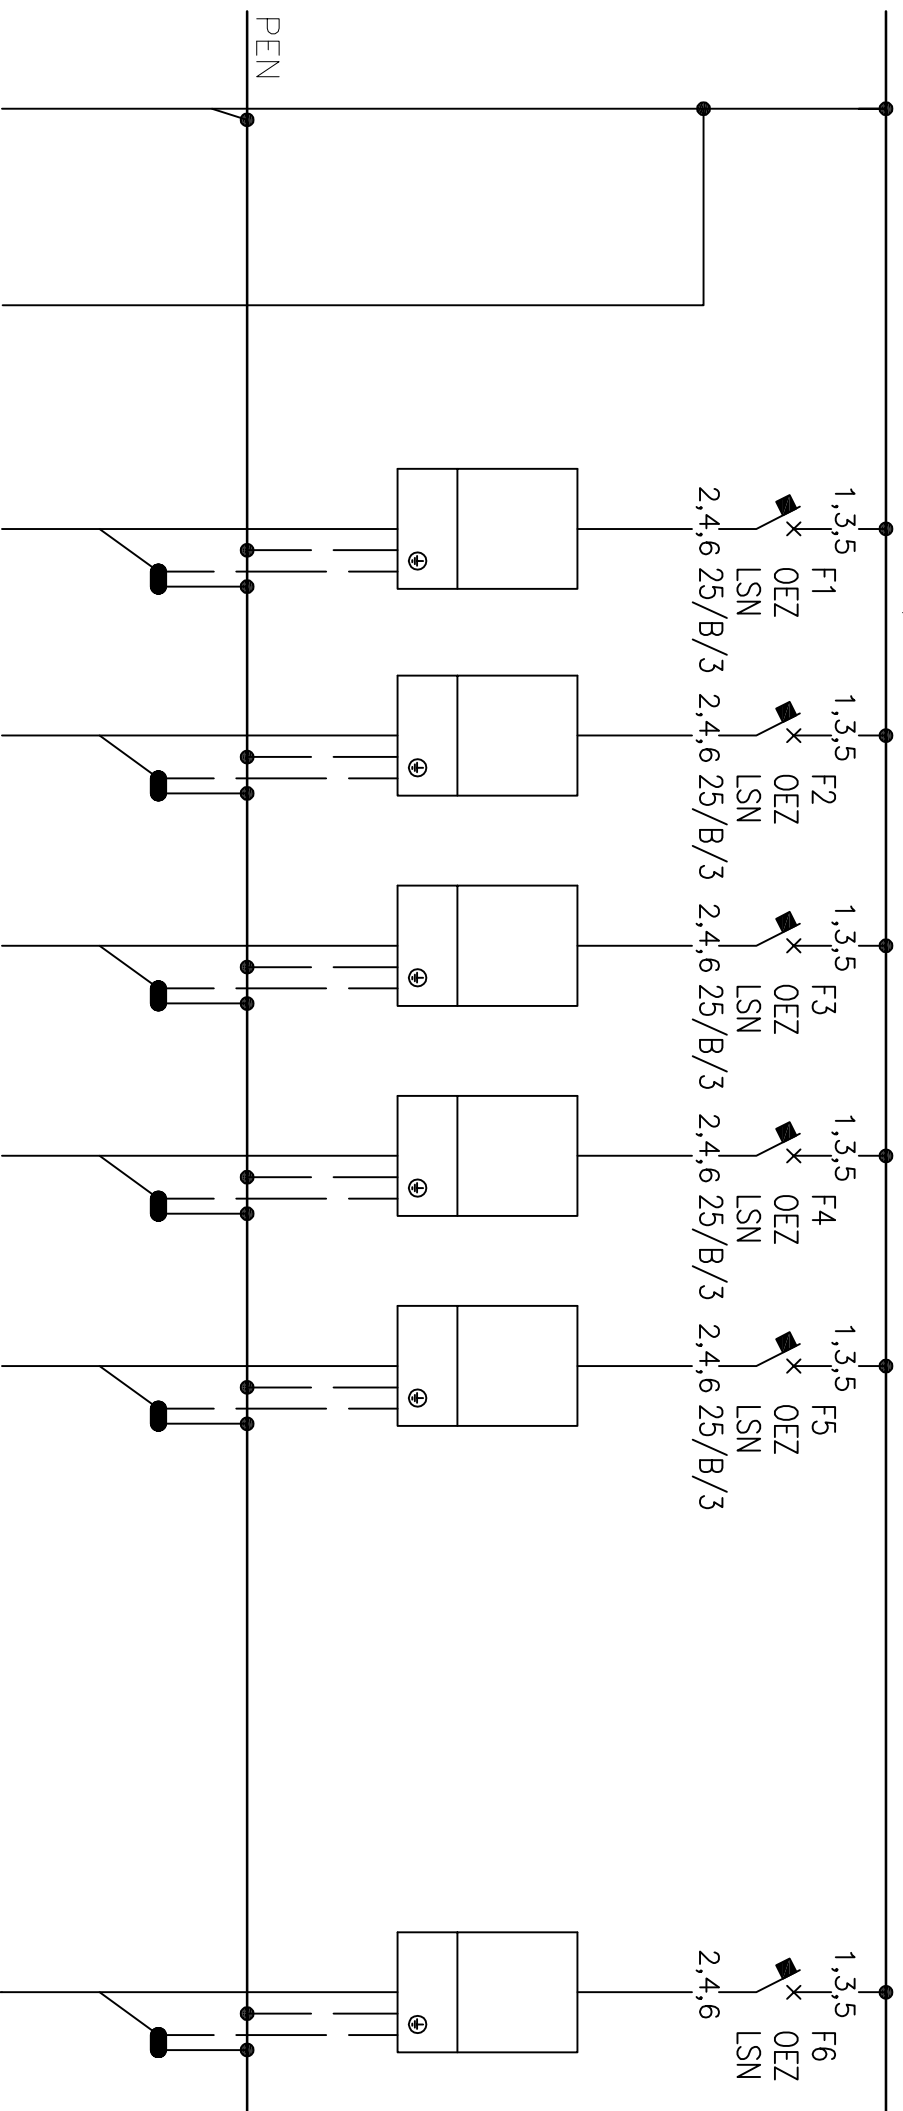 PEN
1,3,5
F1
OEZ
LSN
2,4,6 25/B/3
1,3,5
F2
OEZ
LSN
2,4,6 25/B/3
1,3,5
F3
OEZ
LSN
2,4,6 25/B/3
1,3,5
F4
OEZ
LSN
2,4,6 25/B/3
1,3,5
F5
OEZ
LSN
2,4,6 25/B/3
1,3,5
F6
OEZ
LSN
2,4,6